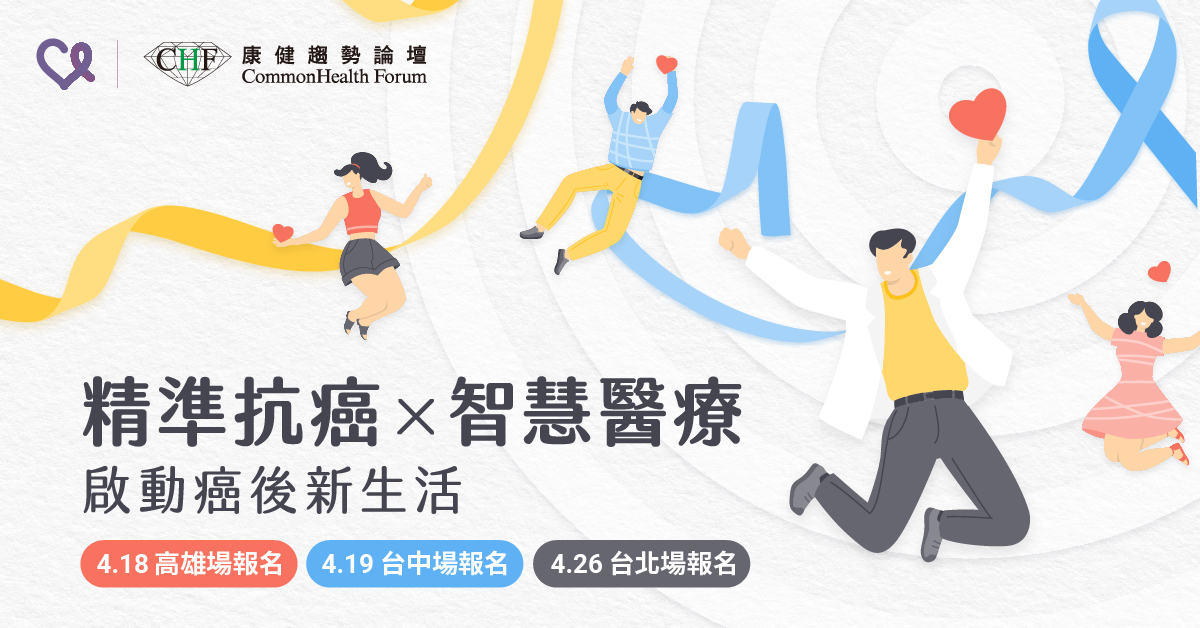 CHF
康健趨勢論壇
CommonHealth Forum
精準抗癌×智慧醫療
啟動癌後新生活
4.18 高雄場報名
4.19 台中場報名
4.26 台北場報名